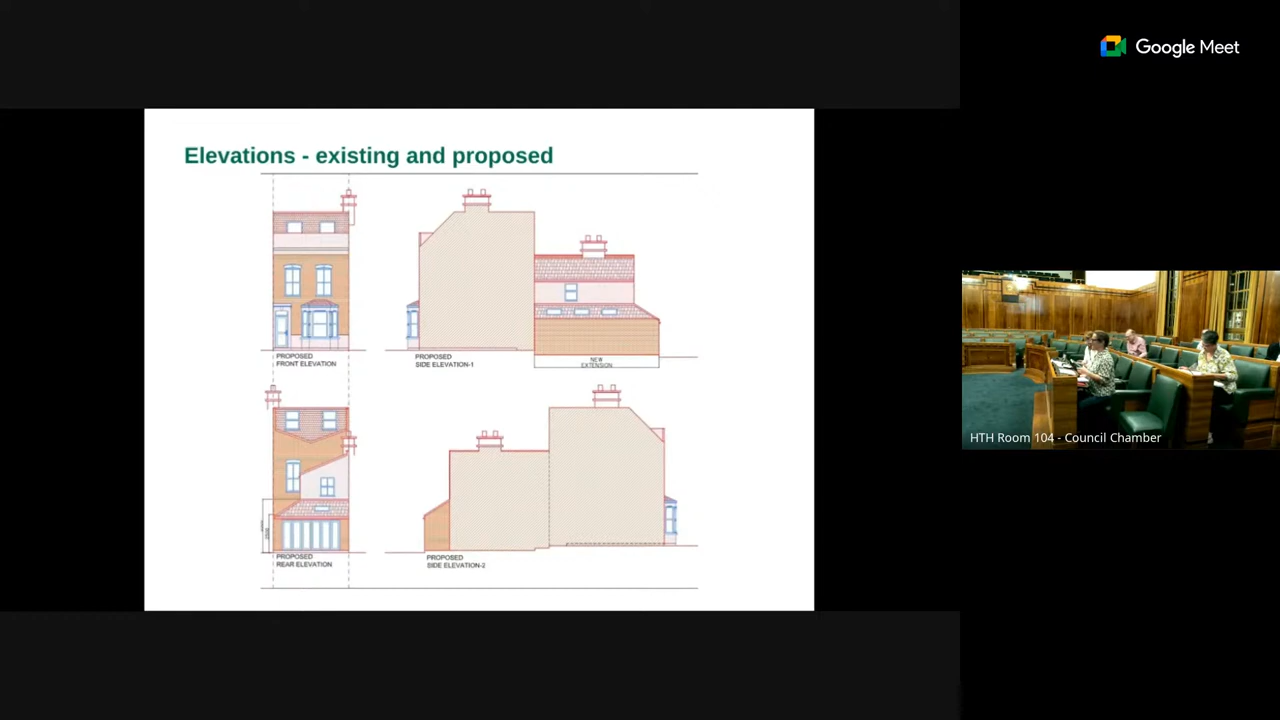 Google Meet
Elevations - existing and proposed
PROPOSED
FRONT ELEVATION
PROPOSED
SIDE ELEVATION-1
NEW
EXTENSION
PROPOSED
REAR ELEVATION
PROPOSED
SIDE ELEVATION-2
HTH Room 104 - Council Chamber